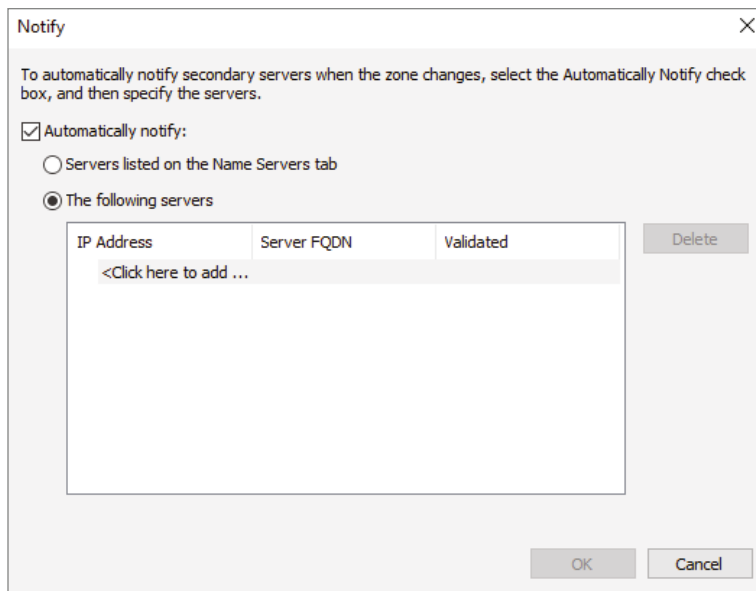 Notify
To automatically notify secondary servers when the zone changes, select the Automatically Notify check
box, and then specify the servers.
Automatically notify:
Servers listed on the Name Servers tab
The following servers
IP Address Server FQDN Validated
<Click here to add ...
Delete
OK Cancel